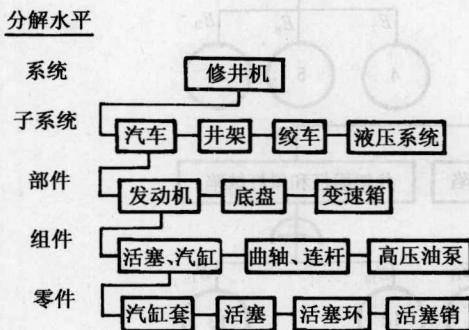 分解水平
系统 修井机
子系统 汽车 井架 绞车 液压系统
部件 发动机 底盘 变速箱
组件 活塞、汽缸 曲轴、连杆 高压油泵
零件 汽缸套 活塞 活塞环 活塞销